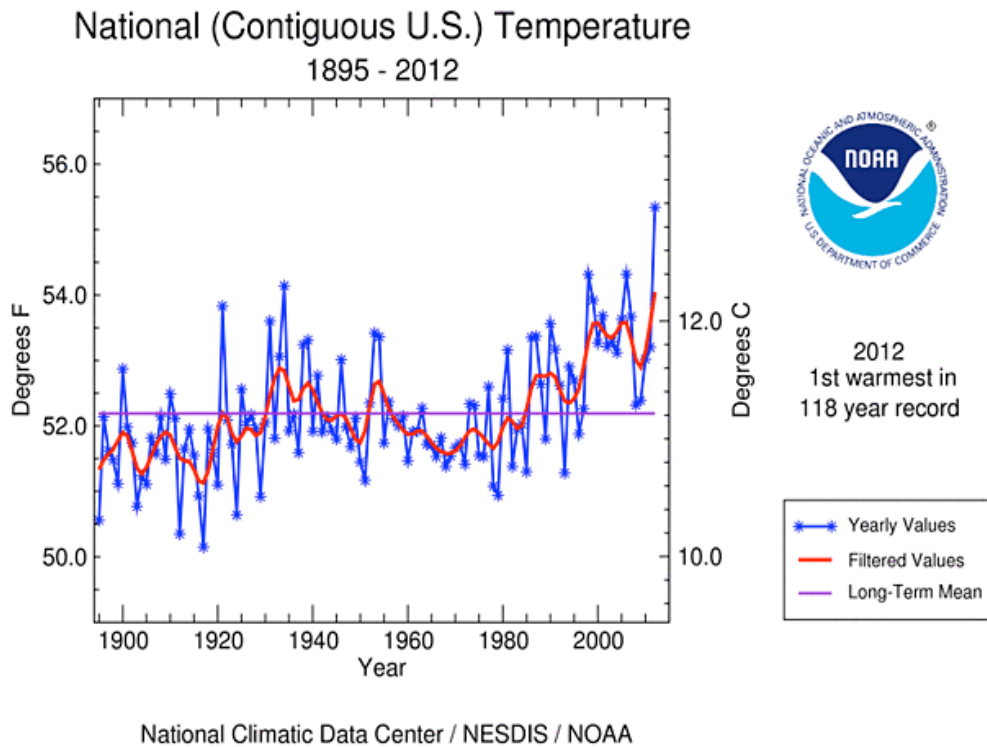 National (Contiguous U.S.) Temperature
1895 - 2012
56.0
54.0
52.0
50.0
Degrees F
12.0
10.0
Degrees C
1900
1920
1940
1960
1980
2000
Year
NATIONAL OCEANIC AND ATMOSPHERIC ADMINISTRATION
U.S. DEPARTMENT OF COMMERCE
NOAA
®
2012
1st warmest in
118 year record
Yearly Values
Filtered Values
Long-Term Mean
National Climatic Data Center / NESDIS / NOAA